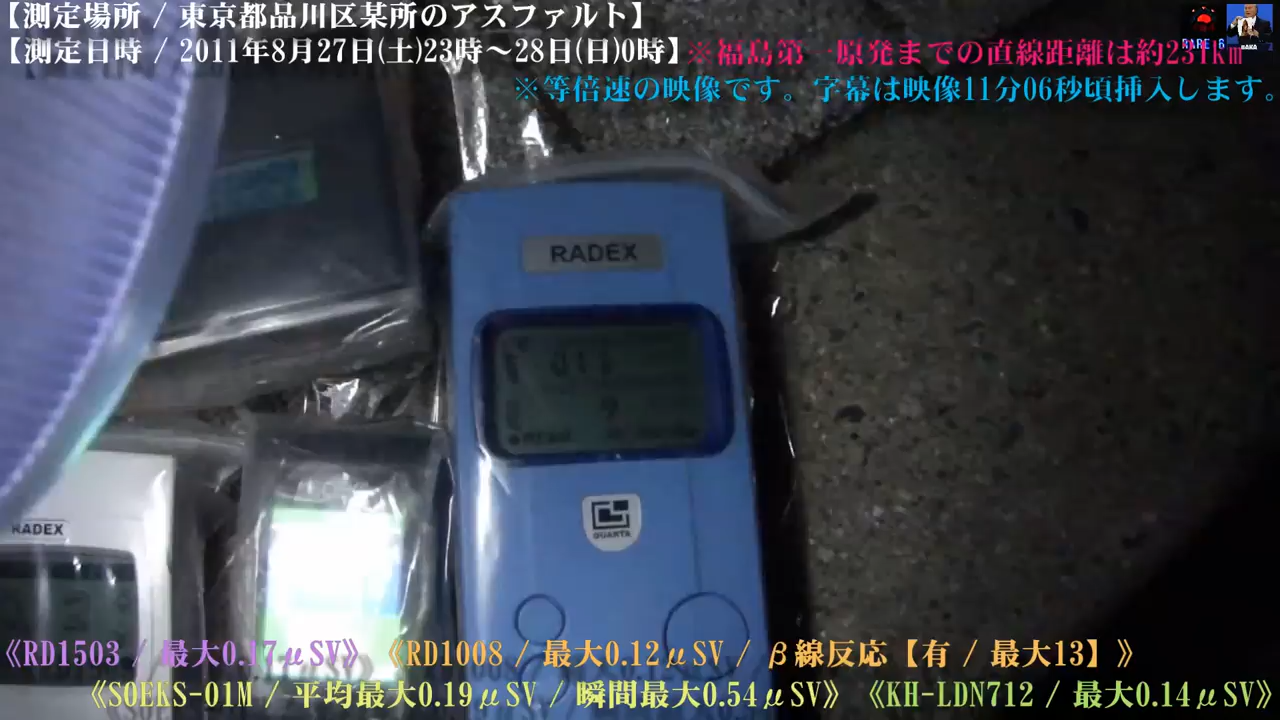 【測定場所 / 東京都品川区某所のアスファルト】
【測定日時 / 2011年8月27日(土)23時〜28日(日)0時】
※福島第一原発までの直線距離は約231km
※等倍速の映像です。字幕は映像11分06秒頃挿入します。
RADEX
QUARTA
RADEX
《RD1503 / 最大0.17μSV》 《RD1008 / 最大0.12μSV / β線反応【有 / 最大13】》
《SOEKS-01M / 平均最大0.19μSV / 瞬間最大0.54μSV》 《KH-LDN712 / 最大0.14μSV》